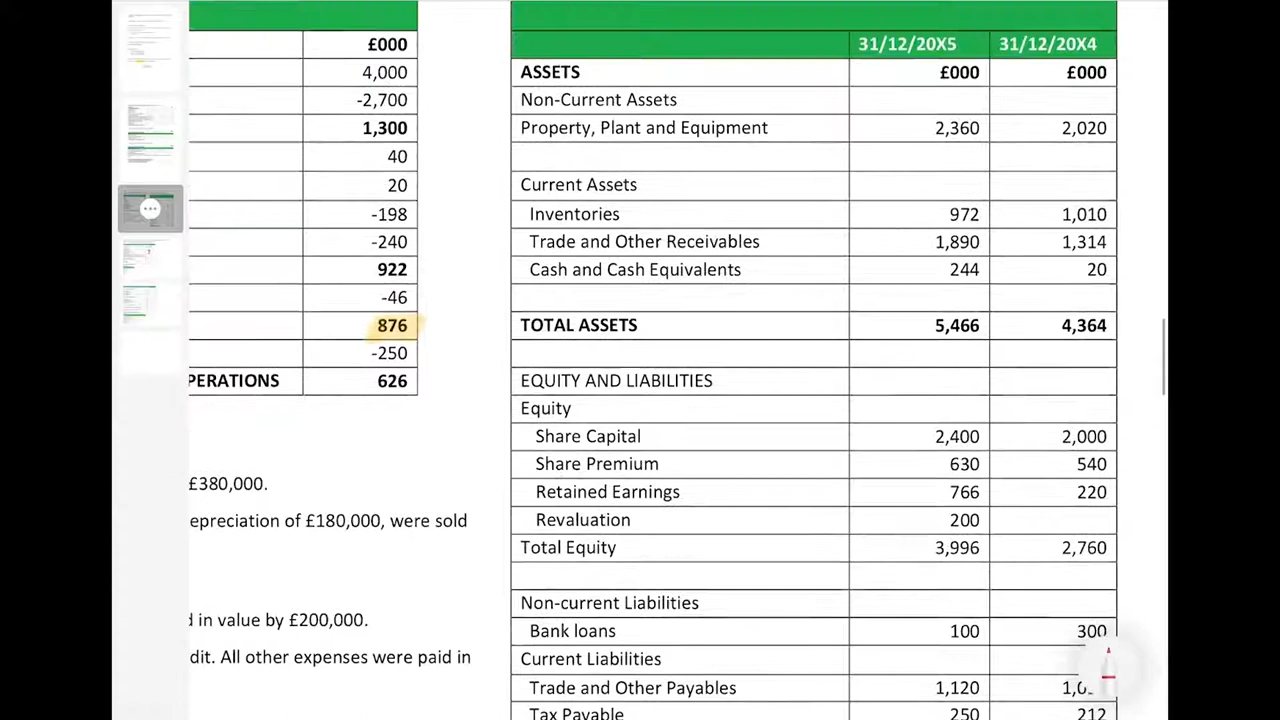 £00
4,000
-2,700
1,300
40
20
-198
-240
922
-46
876
-250
PERATIONS 626
£380,000.
epreciation of £180,000, were sold
d in value by £200,000.
dit. All other expenses were paid in
31/12/ 1/12/20X4
ASSETS £000 £000
Non-Current Assets
Property, Plant and Equipment 2,360 2,020
Current Assets
Inventories 972 1,010
Trade and Other Receivables 1,890 1,314
Cash and Cash Equivalents 244 20
TOTAL ASSETS 5,466 4,364
EQUITY AND LIABILITIES
Equity
Share Capital 2,400 2,000
Share Premium 630 540
Retained Earnings 766 220
Revaluation 200
Total Equity 3,996 2,760
Non-current Liabilities
Bank loans 100 300
Current Liabilities
Trade and Other Payables 1,120
Tax Payable 250 212